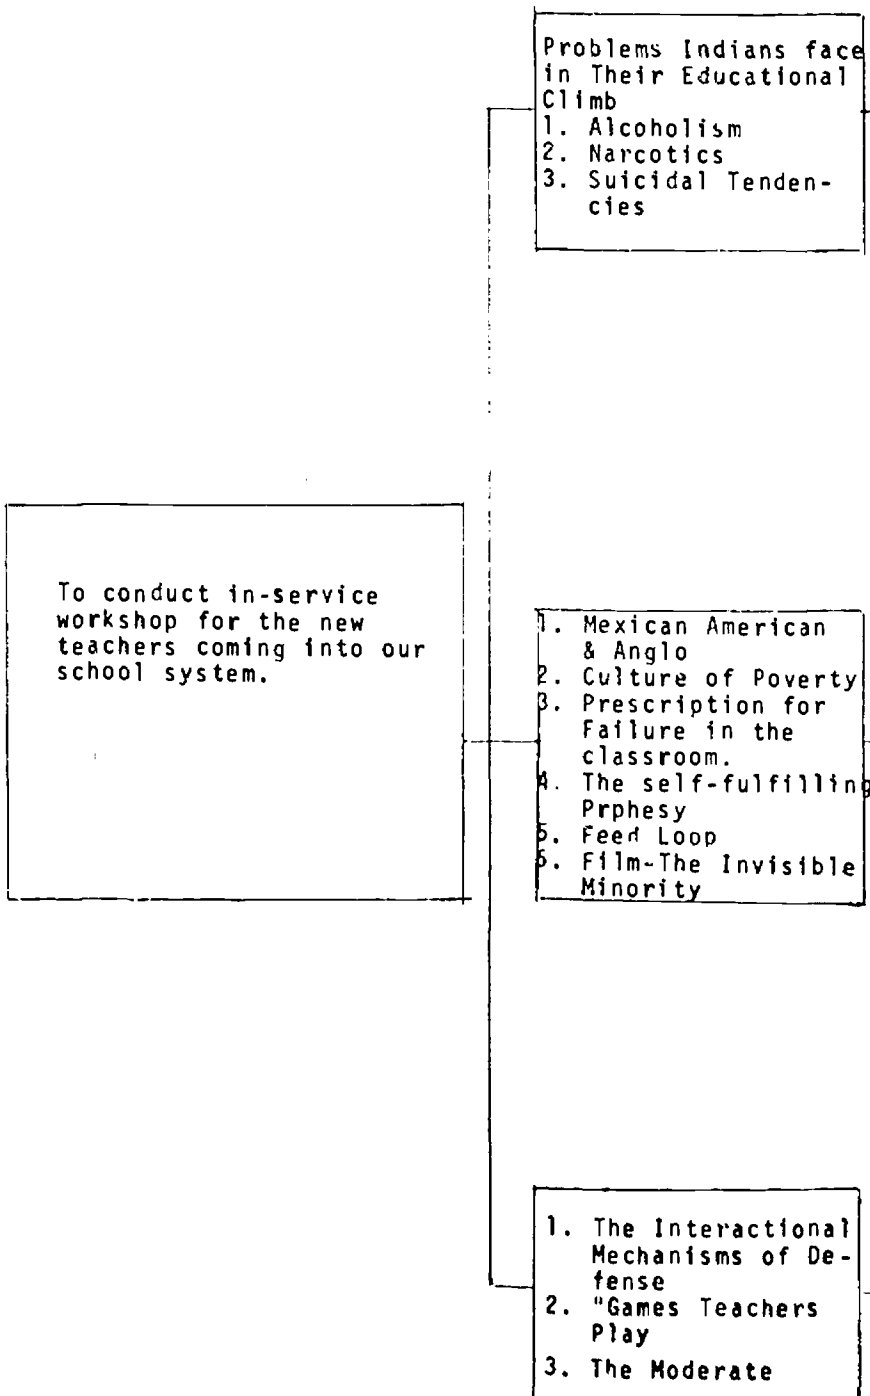 Problems Indians face
in Their Educational
Climb
1. Alcoholism
2. Narcotics
3. Suicidal Tenden-
cies
To conduct in-service
workshop for the new
teachers coming into our
school system.
1. Mexican American
& Anglo
2. Culture of Poverty
3. Prescription for
Failure in the
classroom.
4. The self-fulfilling
Prphesy
5. Feed Loop
6. Film-The Invisible
Minority
1. The Interactional
Mechanisms of De-
fense
2. "Games Teachers
Play
3. The Moderate